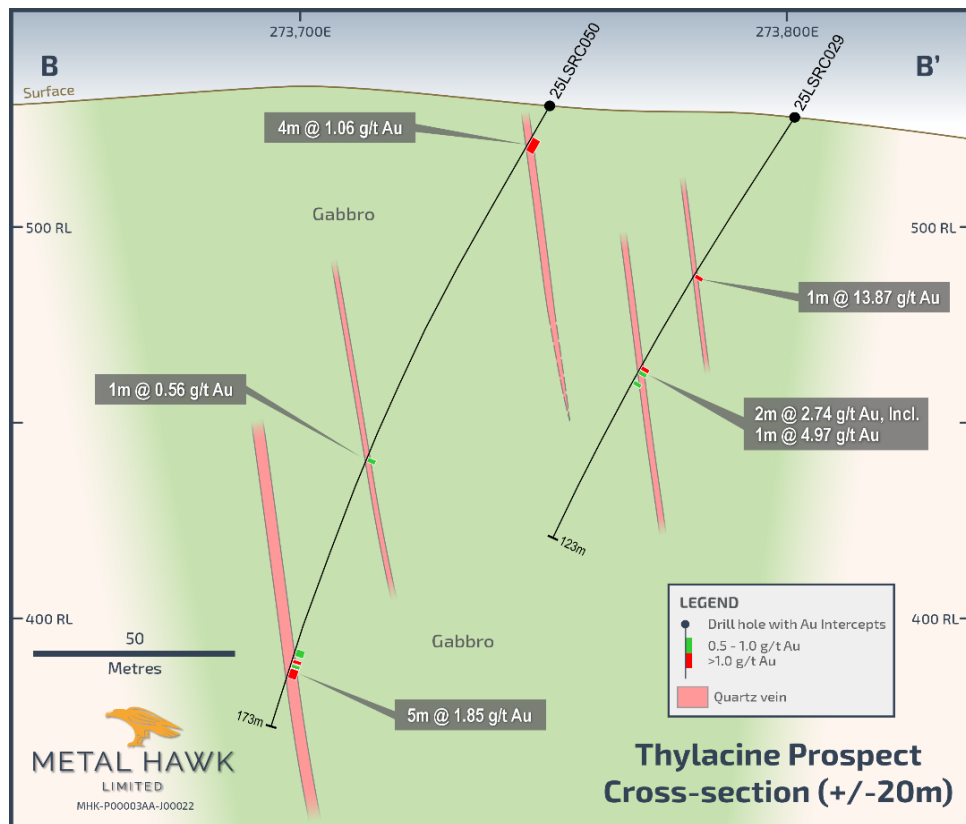 273,700E
273,800E
B
B'
Surface
25LSRC050
25LSRC029
4m @ 1.06 g/t Au
Gabbro
500 RL
500 RL
1m @ 13.87 g/t Au
1m @ 0.56 g/t Au
2m @ 2.74 g/t Au, Incl.
1m @ 4.97 g/t Au
123m
400 RL
400 RL
Gabbro
LEGEND
Drill hole with Au Intercepts
0.5 - 1.0 g/t Au
>1.0 g/t Au
Quartz vein
50
Metres
5m @ 1.85 g/t Au
173m
METAL HAWK
LIMITED
MHK-P00003AA-J00022
Thylacine Prospect
Cross-section (+/-20m)